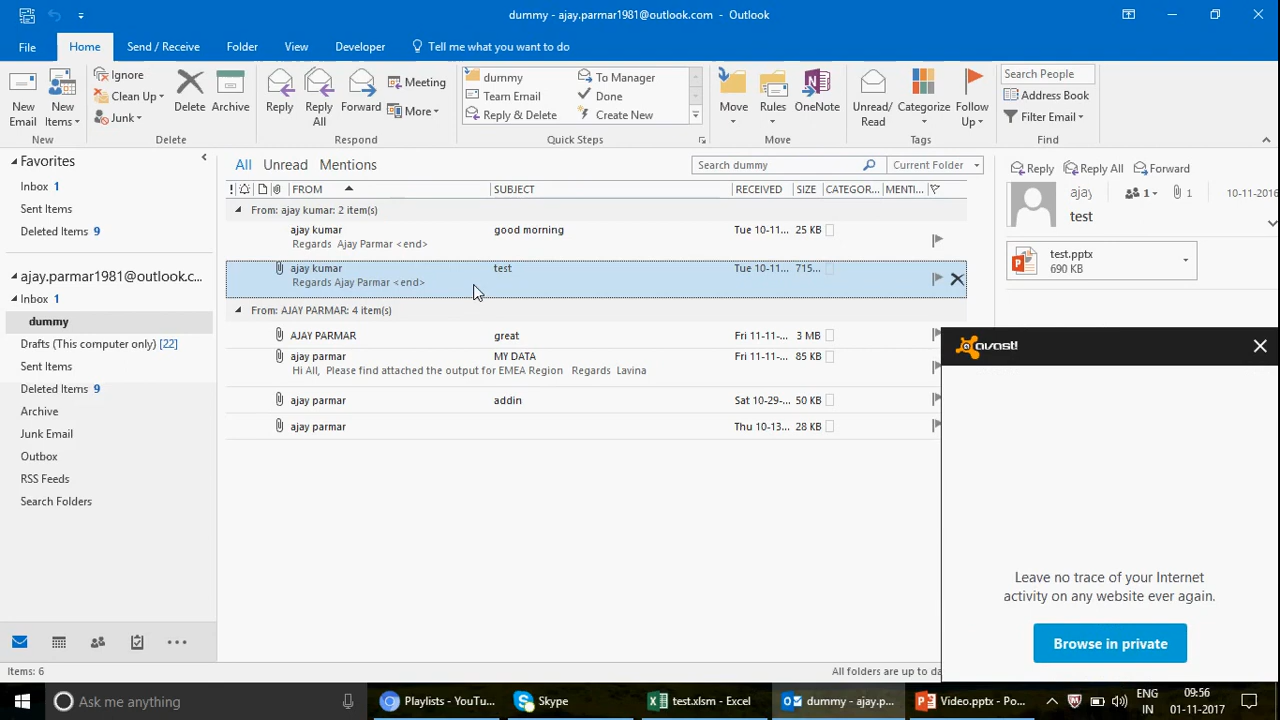 dummy - ajay.parmar1981@outlook.com - Outlook
File Home Send / Receive Folder View Developer Tell me what you want to do
New Email
New Items
Ignore
Clean Up
Junk
Delete
Archive
Reply
Reply All
Forward
Meeting
More
dummy
Team Email
Reply & Delete
To Manager
Done
Create New
Move
Rules
OneNote
Unread/ Read
Categorize
Follow Up
Search People
Address Book
Filter Email
New Delete Respond Quick Steps Move Tags Find
Favorites
Inbox 1
Sent Items
Deleted Items 9
ajay.parmar1981@outlook.c...
Inbox 1
dummy
Drafts (This computer only) [22]
Sent Items
Deleted Items 9
Archive
Junk Email
Outbox
RSS Feeds
Search Folders
All Unread Mentions
Search dummy
Current Folder
! FROM SUBJECT RECEIVED SIZE CATEGOR... MENTI...
From: ajay kumar: 2 item(s)
ajay kumar good morning Tue 10-11... 25 KB
Regards Ajay Parmar <end>
ajay kumar test Tue 10-11... 715...
Regards Ajay Parmar <end>
From: AJAY PARMAR: 4 item(s)
AJAY PARMAR great Fri 11-11-... 3 MB
ajay parmar MY DATA Fri 11-11-... 85 KB
Hi All, Please find attached the output for EMEA Region Regards Lavina
ajay parmar addin Sat 10-29-... 50 KB
ajay parmar Thu 10-13... 28 KB
Reply Reply All Forward
1 1 10-11-2016
test
test.pptx
690 KB
avast!
Leave no trace of your Internet
activity on any website ever again.
Browse in private
Items: 6
All folders are up to da
Ask me anything
Playlists - YouTu...
Skype
test.xlsm - Excel
dummy - ajay.p...
Video.pptx - Po...
ENG
IN
09:56
01-11-2017